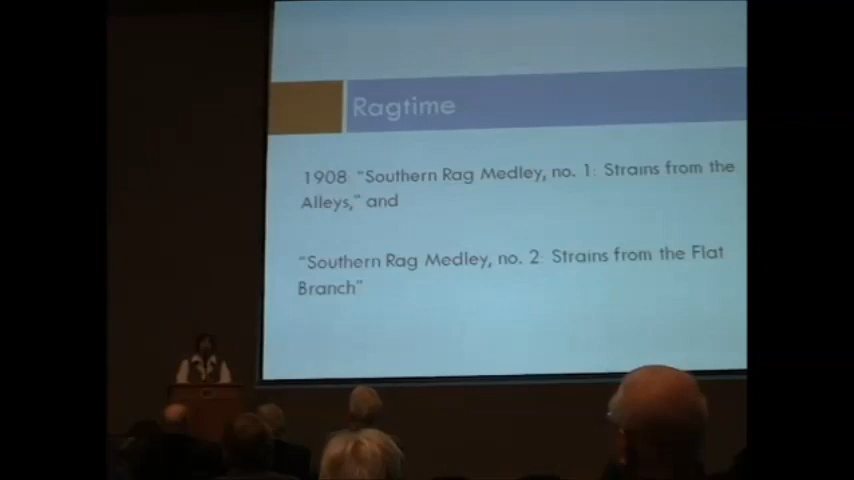 Ragtime
1908: "Southern Rag Medley, no. 1: Strains from the
Alleys," and
"Southern Rag Medley, no. 2: Strains from the Flat
Branch"